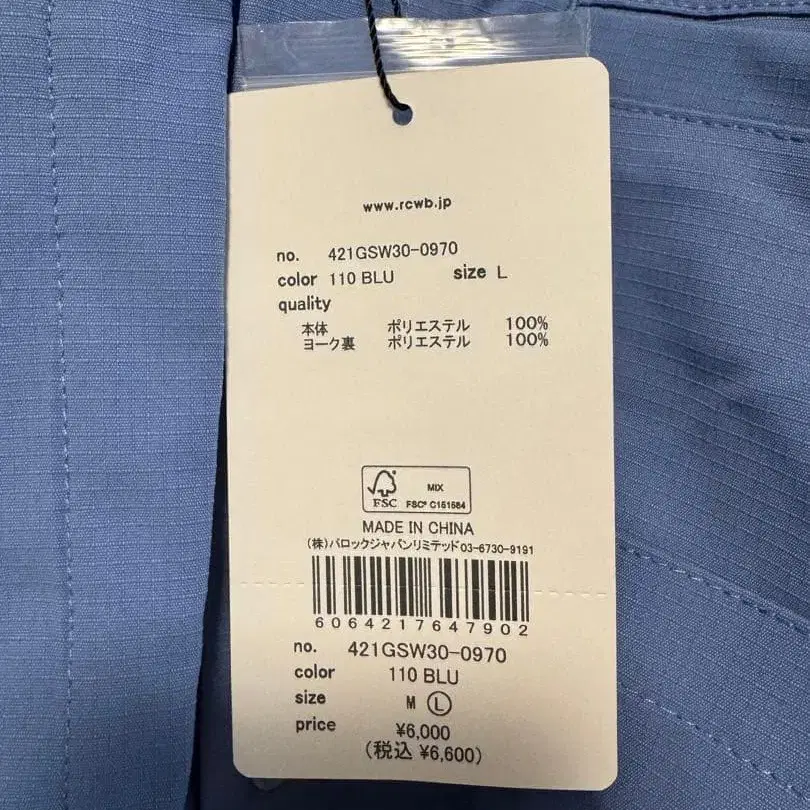 www.rcwb.jp
no. 421GSW30-0970
color 110 BLU size L
quality
本体 ポリエステル 100%
ヨーク裏 ポリエステル 100%
FSC
MIX
FSC® C151584
MADE IN CHINA
(株)バロックジャパンリミテッド03-6730-9191
6064217647902
no. 421GSW30-0970
color 110 BLU
size M L
price ¥6,000
(税込 ¥6,600)